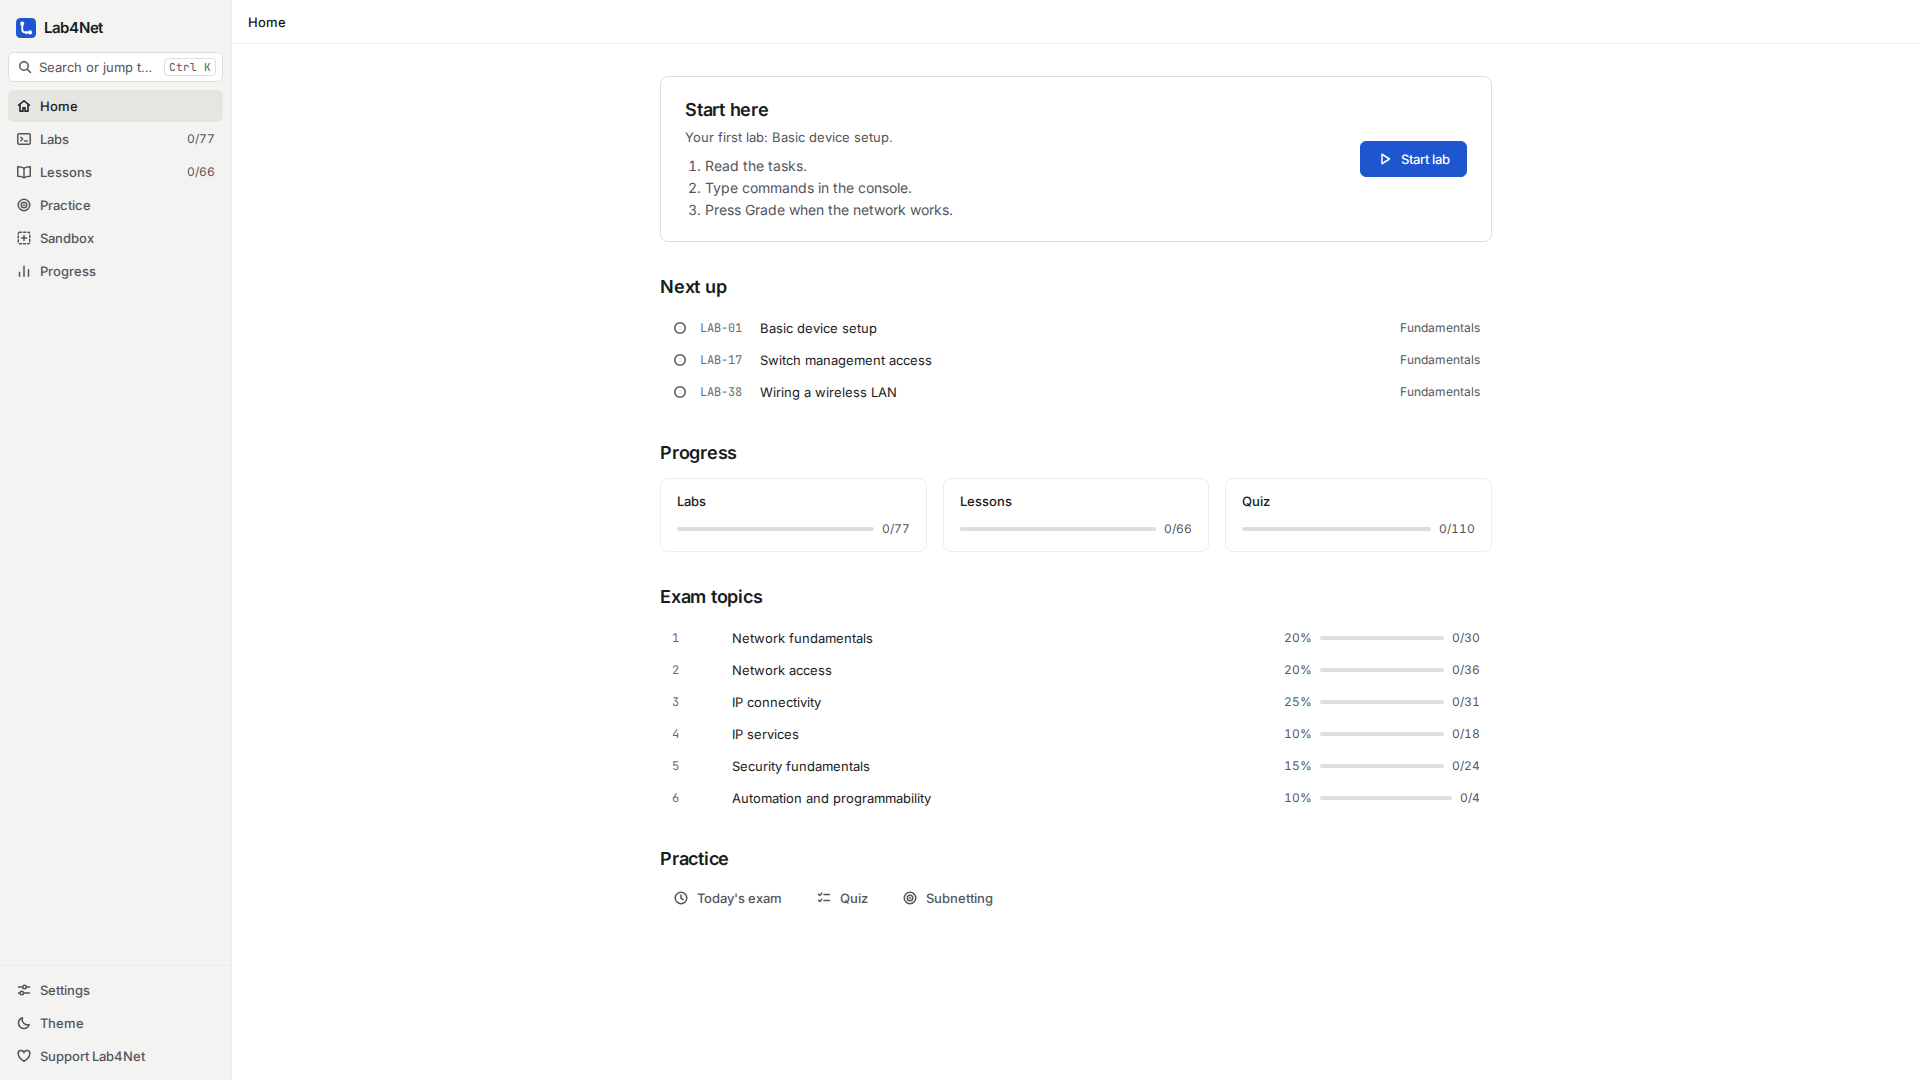 Lab4Net
Search or jump t... Ctrl K
Home
Labs 0/77
Lessons 0/66
Practice
Sandbox
Progress
Settings
Theme
Support Lab4Net
Home
Start here
Your first lab: Basic device setup.
1. Read the tasks.
2. Type commands in the console.
3. Press Grade when the network works.
Start lab
Next up
LAB-01 Basic device setup Fundamentals
LAB-17 Switch management access Fundamentals
LAB-38 Wiring a wireless LAN Fundamentals
Progress
Labs
0/77
Lessons
0/66
Quiz
0/110
Exam topics
1 Network fundamentals 20% 0/30
2 Network access 20% 0/36
3 IP connectivity 25% 0/31
4 IP services 10% 0/18
5 Security fundamentals 15% 0/24
6 Automation and programmability 10% 0/4
Practice
Today's exam Quiz Subnetting